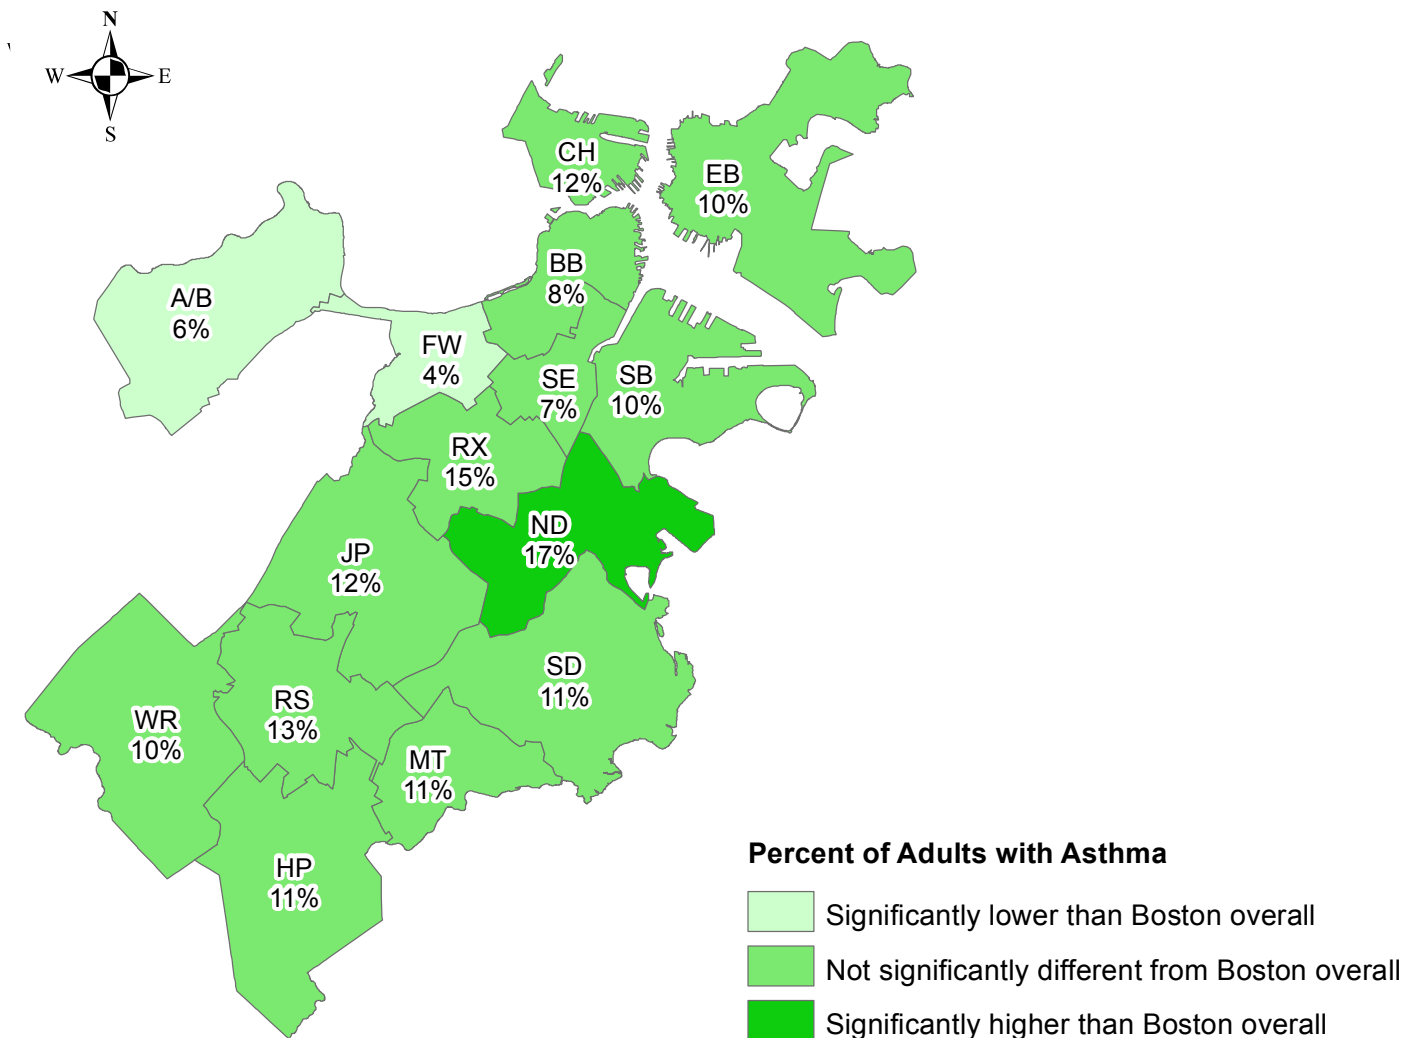 N
W
E
S
CH
12%
EB
10%
BB
8%
A/B
6%
FW
4%
SE
7%
SB
10%
RX
15%
ND
17%
JP
12%
SD
11%
RS
13%
WR
10%
MT
11%
HP
11%
Percent of Adults with Asthma
Significantly lower than Boston overall
Not significantly different from Boston overall
Significantly higher than Boston overall